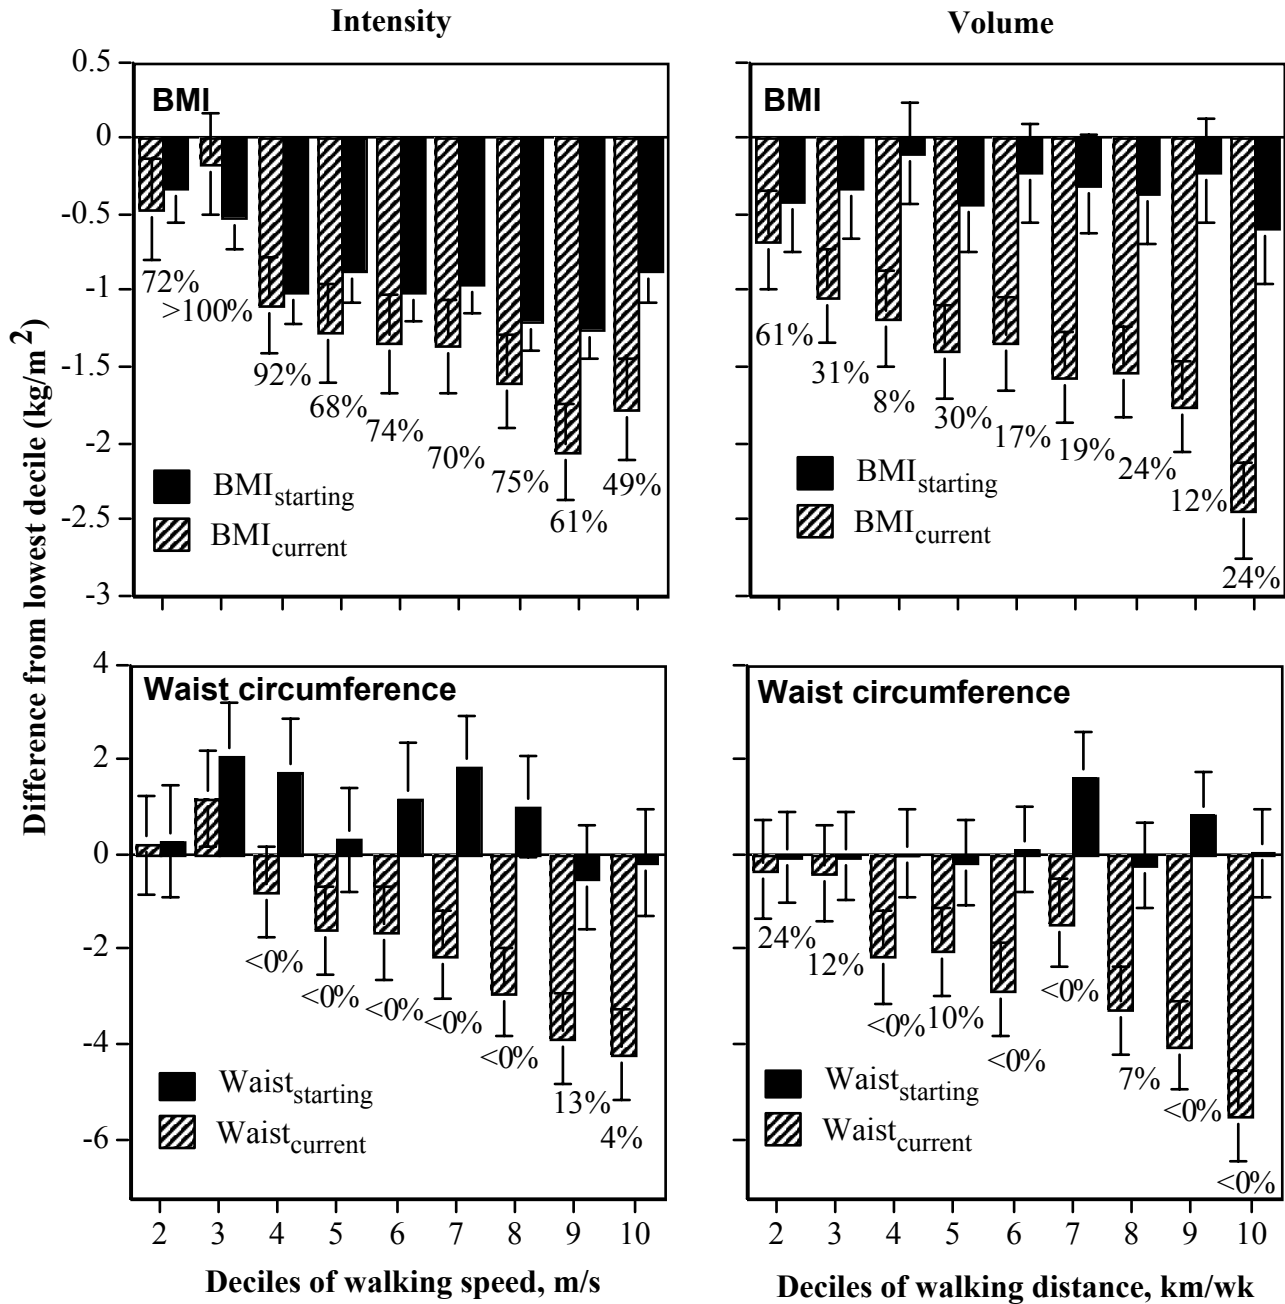 Intensity
Volume
Difference from lowest decile (kg/m2)
0.5
0
-0.5
-1
-1.5
-2
-2.5
-3
BMI
72%
>100%
92%
68%
74%
70%
75%
61%
49%
BMIstarting
BMIcurrent
BMI
61%
31%
8%
30%
17%
19%
24%
12%
24%
BMIstarting
BMIcurrent
4
2
0
-2
-4
-6
Waist circumference
<0%
<0%
<0%
<0%
<0%
13%
4%
Waiststarting
Waistcurrent
2 3 4 5 6 7 8 9 10
Deciles of walking speed, m/s
Waist circumference
24%
12%
<0%
10%
<0%
<0%
7%
<0%
<0%
Waiststarting
Waistcurrent
2 3 4 5 6 7 8 9 10
Deciles of walking distance, km/wk